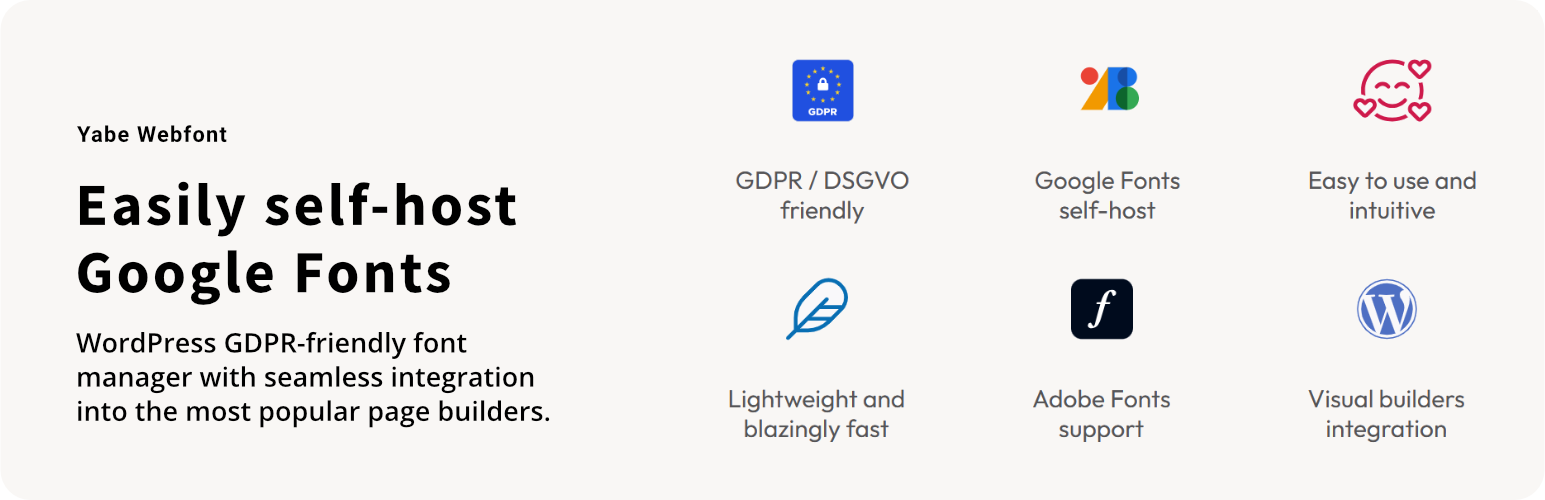 Yabe Webfont
Easily self-host
Google Fonts
WordPress GDPR-friendly font
manager with seamless integration
into the most popular page builders.
GDPR
GDPR / DSGVO
friendly
Google Fonts
self-host
Easy to use and
intuitive
Lightweight and
blazingly fast
f
Adobe Fonts
support
W
Visual builders
integration